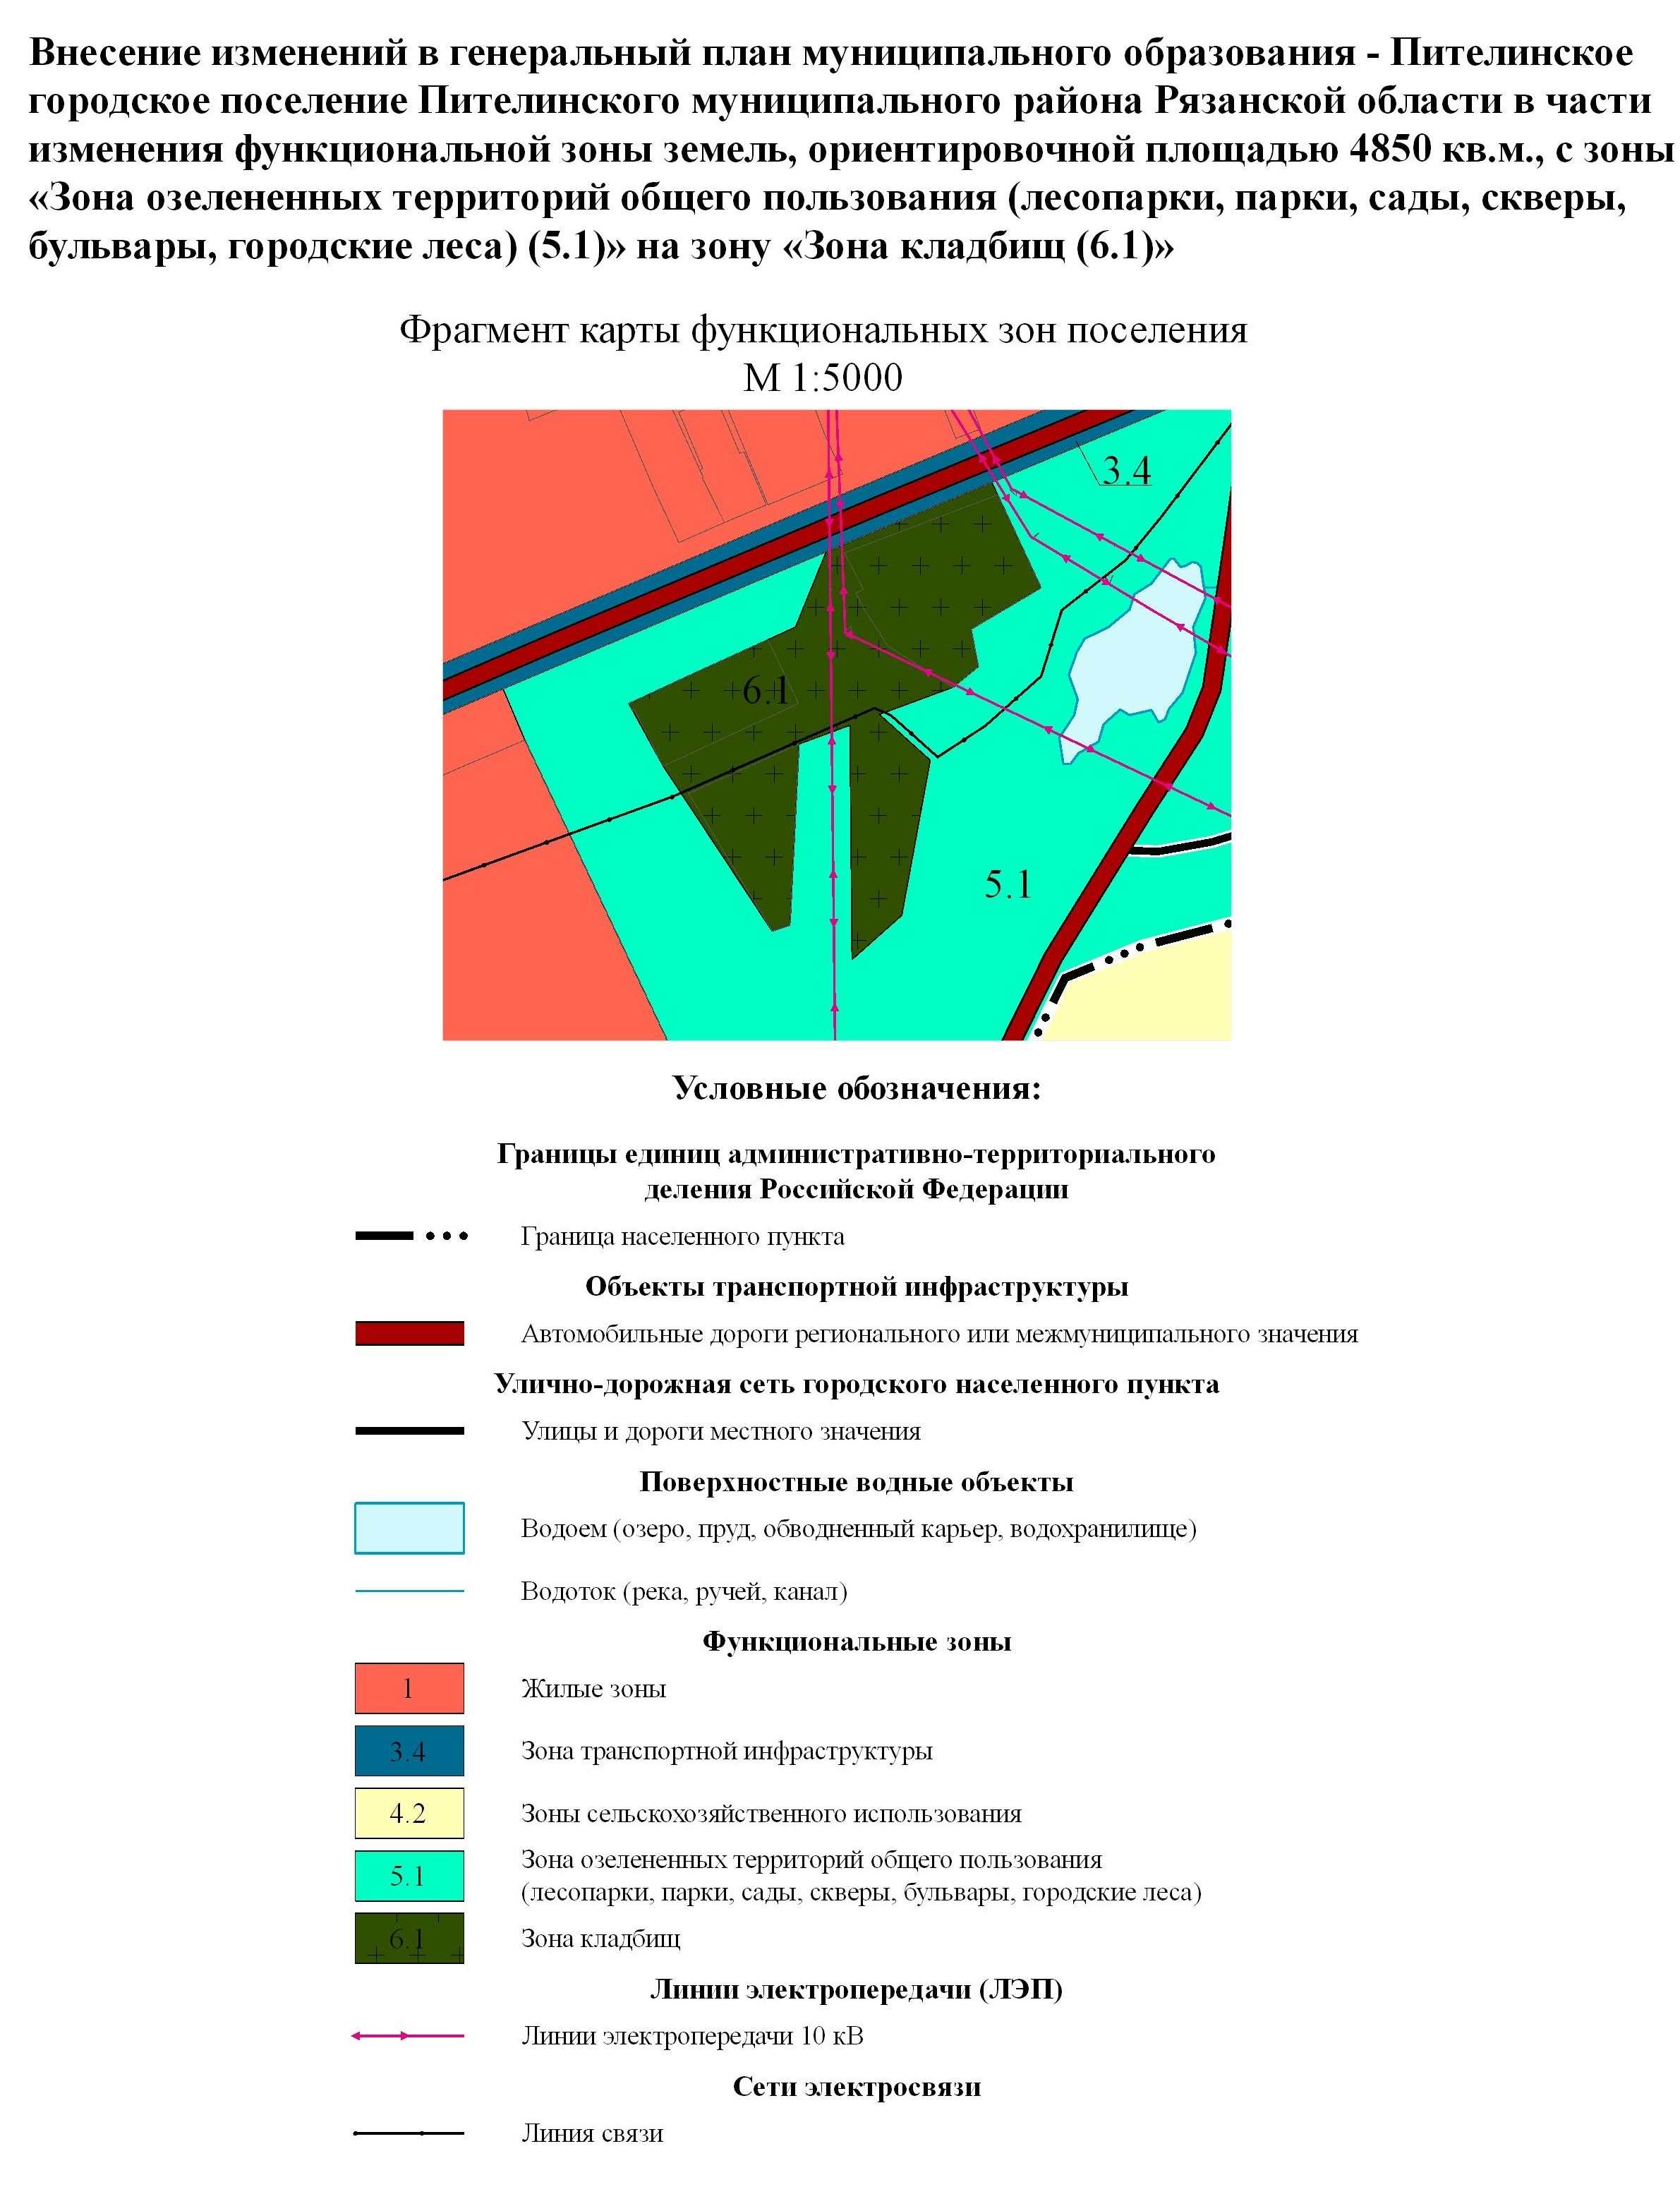 Внесение изменений в генеральный план муниципального образования - Пителинское
городское поселение Пителинского муниципального района Рязанской области в части
изменения функциональной зоны земель, ориентировочной площадью 4850 кв.м., с зоны
«Зона озелененных территорий общего пользования (лесопарки, парки, сады, скверы,
бульвары, городские леса) (5.1)» на зону «Зона кладбищ (6.1)»
Фрагмент карты функциональных зон поселения
М 1:5000
3.4
6.1
5.1
Условные обозначения:
Границы единиц административно-территориального
деления Российской Федерации
Граница населенного пункта
Объекты транспортной инфраструктуры
Автомобильные дороги регионального или межмуниципального значения
Улично-дорожная сеть городского населенного пункта
Улицы и дороги местного значения
Поверхностные водные объекты
Водоем (озеро, пруд, обводненный карьер, водохранилище)
Водоток (река, ручей, канал)
Функциональные зоны
1 Жилые зоны
3.4 Зона транспортной инфраструктуры
4.2 Зоны сельскохозяйственного использования
5.1 Зона озелененных территорий общего пользования
(лесопарки, парки, сады, скверы, бульвары, городские леса)
6.1 Зона кладбищ
Линии электропередачи (ЛЭП)
Линии электропередачи 10 кВ
Сети электросвязи
Линия связи